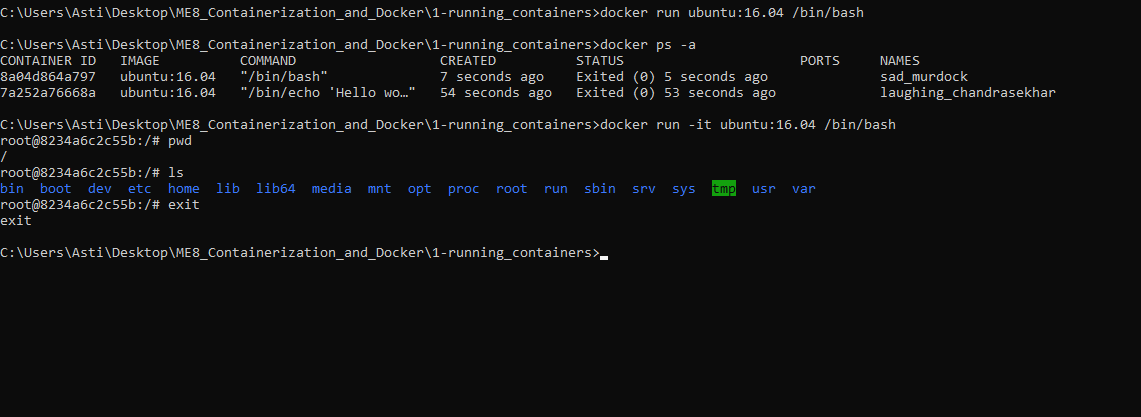 C:\Users\Asti\Desktop\ME8_Containerization_and_Docker\1-running_containers>docker run ubuntu:16.04 /bin/bash
C:\Users\Asti\Desktop\ME8_Containerization_and_Docker\1-running_containers>docker ps -a
CONTAINER ID   IMAGE          COMMAND                  CREATED          STATUS                      PORTS     NAMES
8a04d864a797   ubuntu:16.04   "/bin/bash"              7 seconds ago    Exited (0) 5 seconds ago              sad_murdock
7a252a76668a   ubuntu:16.04   "/bin/echo 'Hello wo…"   54 seconds ago   Exited (0) 53 seconds ago             laughing_chandrasekhar
C:\Users\Asti\Desktop\ME8_Containerization_and_Docker\1-running_containers>docker run -it ubuntu:16.04 /bin/bash
root@8234a6c2c55b:/# pwd
/
root@8234a6c2c55b:/# ls
bin  boot  dev  etc  home  lib  lib64  media  mnt  opt  proc  root  run  sbin  srv  sys  tmp  usr  var
root@8234a6c2c55b:/# exit
exit
C:\Users\Asti\Desktop\ME8_Containerization_and_Docker\1-running_containers>